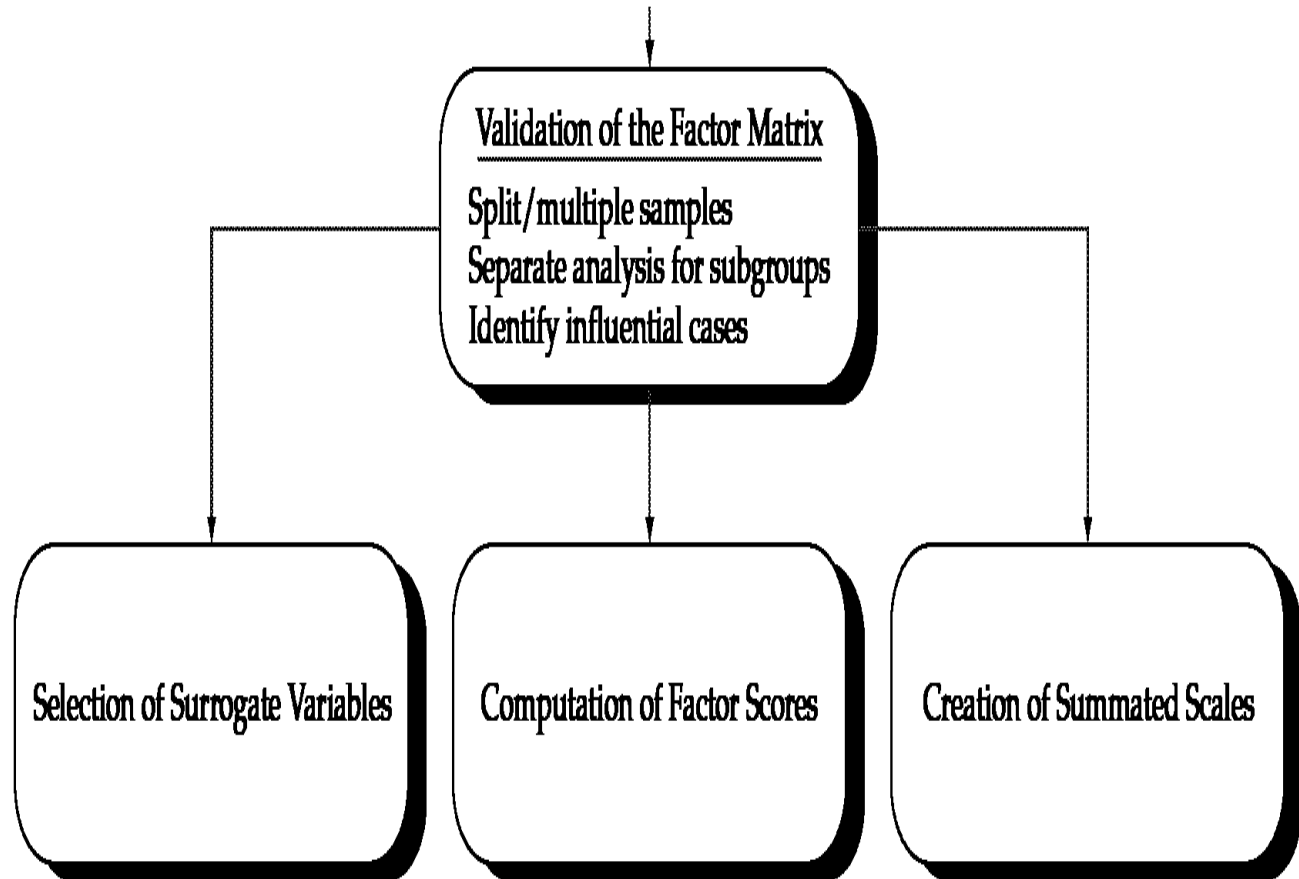 Validation of the Factor Matrix
Split/multiple samples
Separate analysis for subgroups
Identify influential cases
Selection of Surrogate Variables
Computation of Factor Scores
Creation of Summated Scales